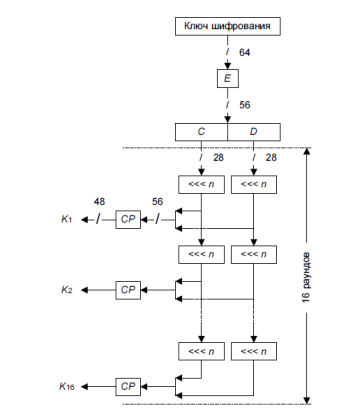 Ключ шифрования
64
E
56
C D
28 28
<<< n <<< n
48 56
K1 CP
<<< n <<< n
K2 CP
16 раундов
<<< n <<< n
K16 CP